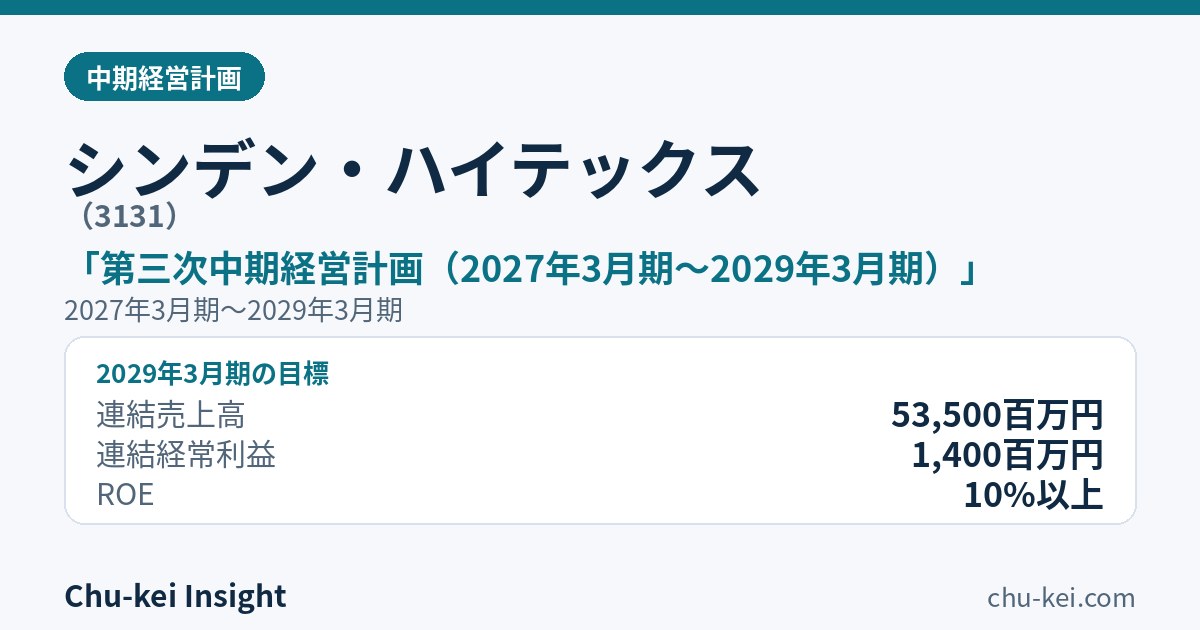 中期経営計画
シンデン・ハイテックス
（3131）
「第三次中期経営計画（2027年3月期〜2029年3月期）」
2027年3月期〜2029年3月期
2029年3月期の目標
連結売上高 53,500百万円
連結経常利益 1,400百万円
ROE 10%以上
Chu-kei Insight chu-kei.com